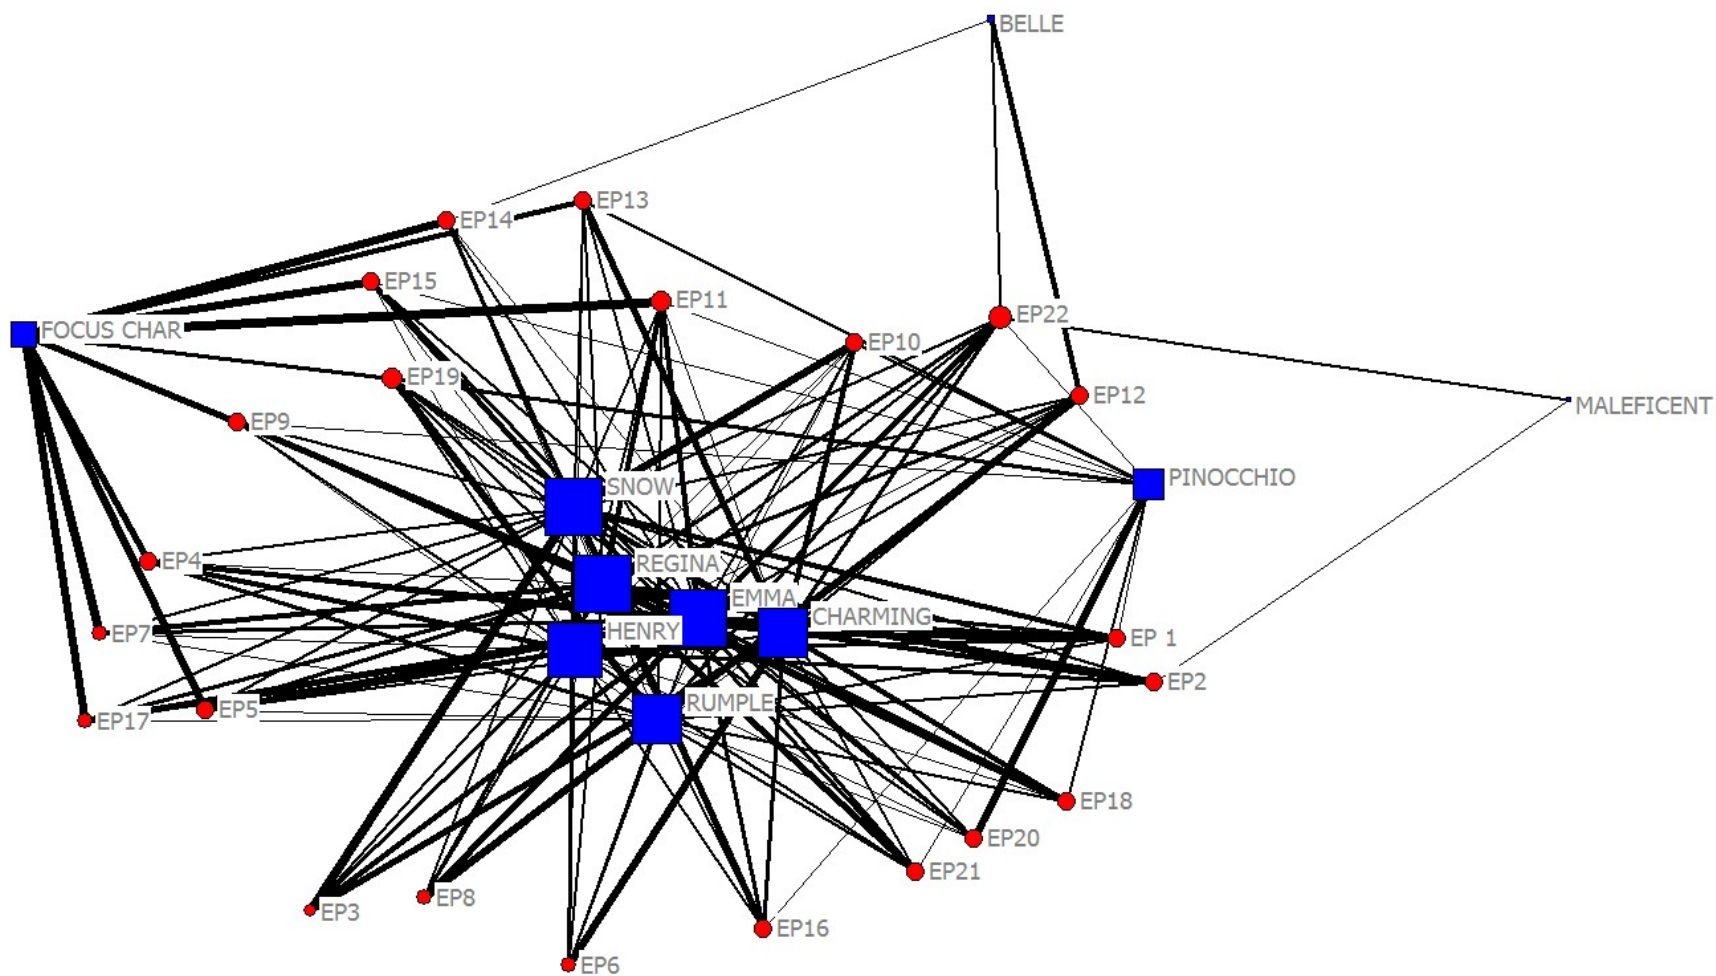 BELLE
EP13
EP14
EP15
EP11
EP22
FOCUS CHAR
EP10
EP19
EP12
MALEFICENT
EP9
PINOCCHIO
SNOW
EP4
REGINA
EMMA
CHARMING
EP7
HENRY
EP 1
EP2
RUMPLE
EP5
EP17
EP18
EP20
EP21
EP8
EP3
EP16
EP6